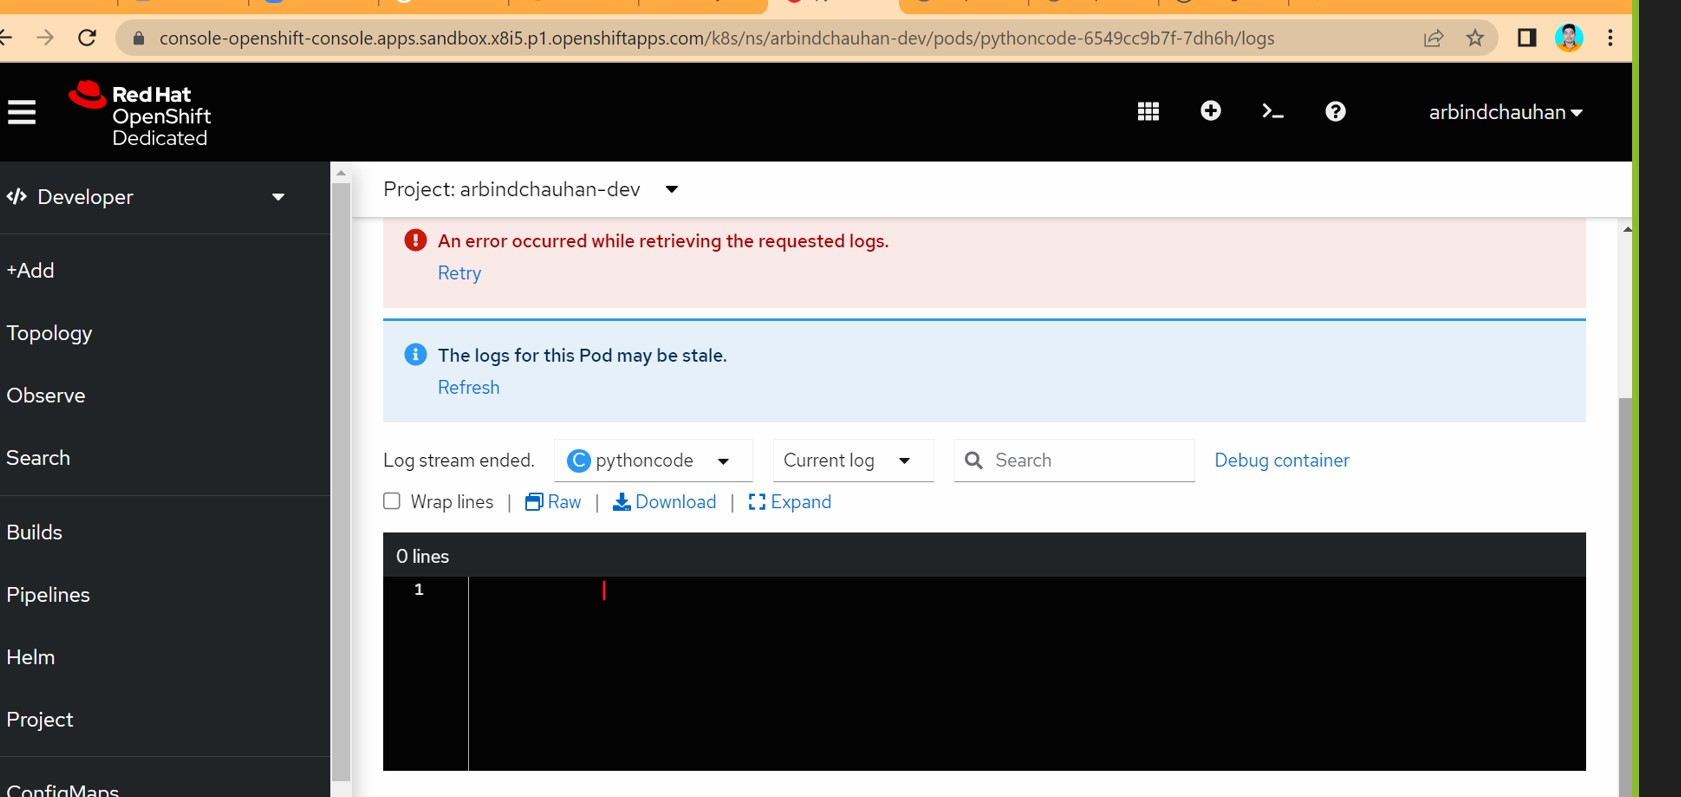 console-openshift-console.apps.sandbox.x8i5.p1.openshiftapps.com/k8s/ns/arbindchauhan-dev/pods/pythoncode-6549cc9b7f-7dh6h/logs
Red Hat
OpenShift
Dedicated
arbindchauhan
Developer
+Add
Topology
Observe
Search
Builds
Pipelines
Helm
Project
ConfigMaps
Project: arbindchauhan-dev
An error occurred while retrieving the requested logs.
Retry
The logs for this Pod may be stale.
Refresh
Log stream ended. C pythoncode Current log Search Debug container
Wrap lines | Raw | Download | Expand
0 lines
1